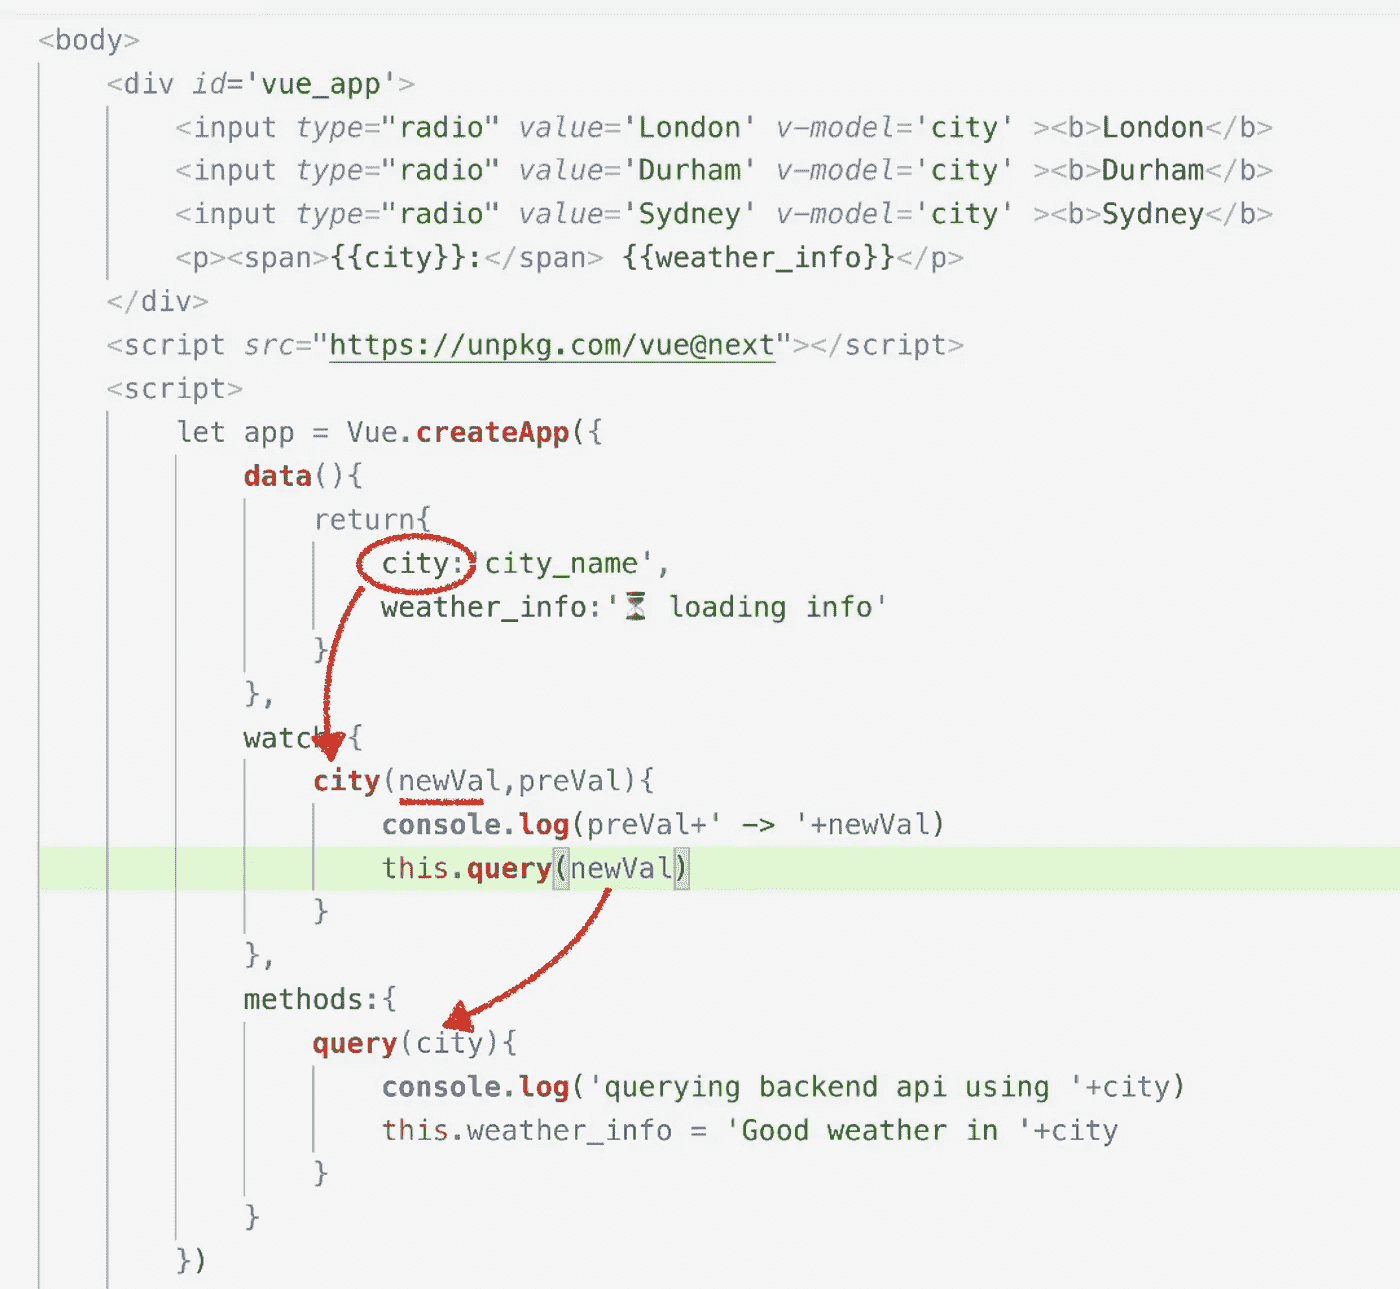 <body>
<div id='vue_app'>
<input type="radio" value='London' v-model='city' ><b>London</b>
<input type="radio" value='Durham' v-model='city' ><b>Durham</b>
<input type="radio" value='Sydney' v-model='city' ><b>Sydney</b>
<p><span>{{city}}:</span> {{weather_info}}</p>
</div>
<script src="https://unpkg.com/vue@next"></script>
<script>
let app = Vue.createApp({
data(){
return{
city:'city_name',
weather_info:'⏳ loading info'
}
},
watch:{
city(newVal,preVal){
console.log(preVal+' -> '+newVal)
this.query(newVal)
}
},
methods:{
query(city){
console.log('querying backend api using '+city)
this.weather_info = 'Good weather in '+city
}
}
})